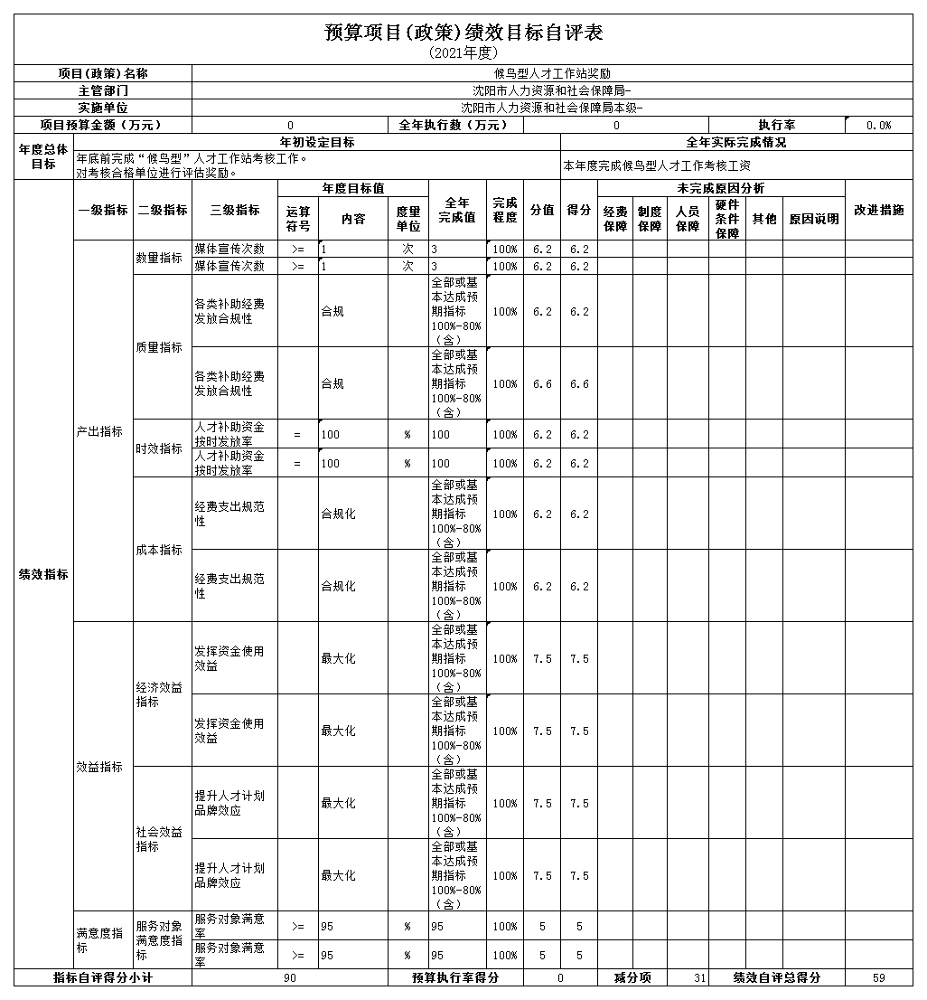 预算项目(政策)绩效目标自评表
(2021年度)
项目(政策)名称 候鸟型人才工作站奖励
主管部门 沈阳市人力资源和社会保障局-
实施单位 沈阳市人力资源和社会保障局本级-
项目预算金额（万元） 0 全年执行数（万元） 0 执行率 0.0%
年度总体目标 年初设定目标 全年实际完成情况
年底前完成“候鸟型”人才工作站考核工作。
对考核合格单位进行评估奖励。
本年度完成候鸟型人才工作考核工资
绩效指标 一级指标 二级指标 三级指标 年度目标值 全年完成值 完成程度 分值 得分 未完成原因分析 改进措施
运算符号 内容 度量单位 经费保障 制度保障 人员保障 硬件条件保障 其他 原因说明
产出指标 数量指标 媒体宣传次数 >= 1 次 3 100% 6.2 6.2
媒体宣传次数 >= 1 次 3 100% 6.2 6.2
质量指标 各类补助经费发放合规性 合规 全部或基本达成预期指标100%-80%（含） 100% 6.2 6.2
各类补助经费发放合规性 合规 全部或基本达成预期指标100%-80%（含） 100% 6.6 6.6
时效指标 人才补助资金按时发放率 = 100 % 100 100% 6.2 6.2
人才补助资金按时发放率 = 100 % 100 100% 6.2 6.2
成本指标 经费支出规范性 合规化 全部或基本达成预期指标100%-80%（含） 100% 6.2 6.2
经费支出规范性 合规化 全部或基本达成预期指标100%-80%（含） 100% 6.2 6.2
效益指标 经济效益指标 发挥资金使用效益 最大化 全部或基本达成预期指标100%-80%（含） 100% 7.5 7.5
发挥资金使用效益 最大化 全部或基本达成预期指标100%-80%（含） 100% 7.5 7.5
社会效益指标 提升人才计划品牌效应 最大化 全部或基本达成预期指标100%-80%（含） 100% 7.5 7.5
提升人才计划品牌效应 最大化 全部或基本达成预期指标100%-80%（含） 100% 7.5 7.5
满意度指标 服务对象满意度指标 服务对象满意率 >= 95 % 95 100% 5 5
服务对象满意率 >= 95 % 95 100% 5 5
指标自评得分小计 90 预算执行率得分 0 减分项 31 绩效自评总得分 59